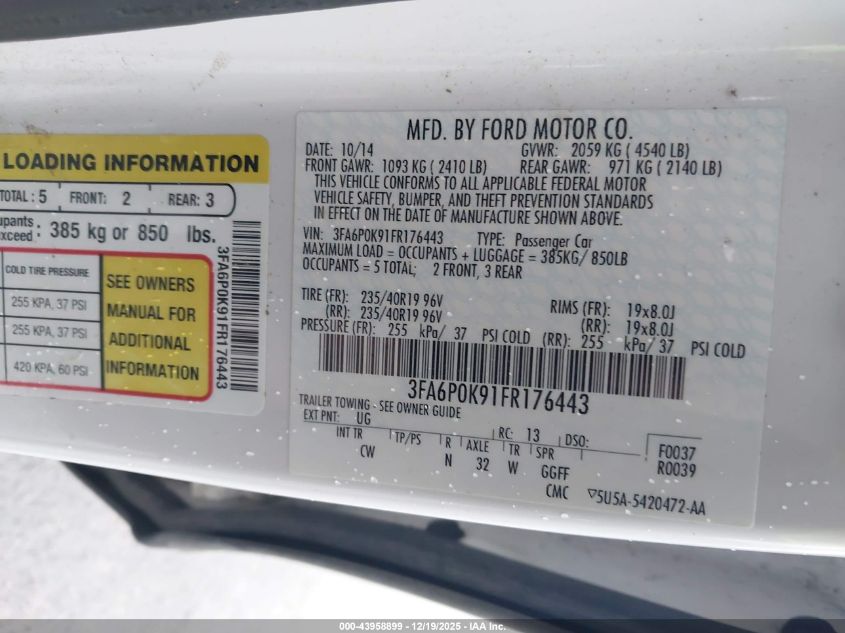 LOADING INFORMATION
TOTAL: 5 FRONT: 2 REAR: 3
385 kg or 850 lbs.
COLD TIRE PRESSURE
255 KPA, 37 PSI
255 KPA, 37 PSI
420 KPA, 60 PSI
SEE OWNERS
MANUAL FOR
ADDITIONAL
INFORMATION
3FA6P0K91FR176443
MFD. BY FORD MOTOR CO.
DATE: 10/14 GVWR: 2059 KG ( 4540 LB)
FRONT GAWR: 1093 KG ( 2410 LB) REAR GAWR: 971 KG ( 2140 LB)
THIS VEHICLE CONFORMS TO ALL APPLICABLE FEDERAL MOTOR
VEHICLE SAFETY, BUMPER, AND THEFT PREVENTION STANDARDS
IN EFFECT ON THE DATE OF MANUFACTURE SHOWN ABOVE.
VIN: 3FA6P0K91FR176443 TYPE: Passenger Car
MAXIMUM LOAD = OCCUPANTS + LUGGAGE = 385KG/ 850LB
OCCUPANTS = 5 TOTAL; 2 FRONT, 3 REAR
TIRE (FR): 235/40R19 96V RIMS (FR): 19x8.0J
(RR): 235/40R19 96V (RR): 19x8.0J
PRESSURE (FR): 255 kPa/ 37 PSI COLD (RR): 255 kPa/ 37 PSI COLD
3FA6P0K91FR176443
TRAILER TOWING - SEE OWNER GUIDE
EXT PNT: UG RC: 13 DSO: F0037
INT TR TP/PS R AXLE TR SPR R0039
CW N 32 W GGFF
CMC ▽5U5A-5420472-AA
000-43958899 - 12/19/2025 - IAA Inc.